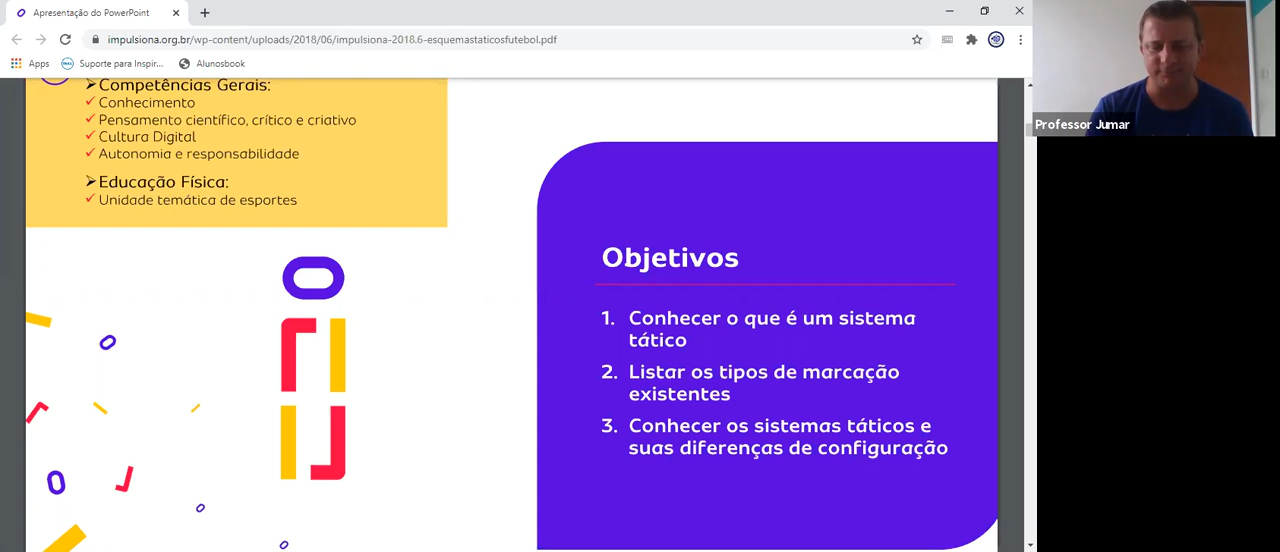 Apresentação do PowerPoint
impulsiona.org.br/wp-content/uploads/2018/06/impulsiona-2018.6-esquemastaticosfutebol.pdf
Apps
Suporte para Inspir...
Alunosbook
Competências Gerais:
Conhecimento
Pensamento científico, crítico e criativo
Cultura Digital
Autonomia e responsabilidade
Educação Física:
Unidade temática de esportes
Objetivos
1. Conhecer o que é um sistema
tático
2. Listar os tipos de marcação
existentes
3. Conhecer os sistemas táticos e
suas diferenças de configuração
Professor Jumar